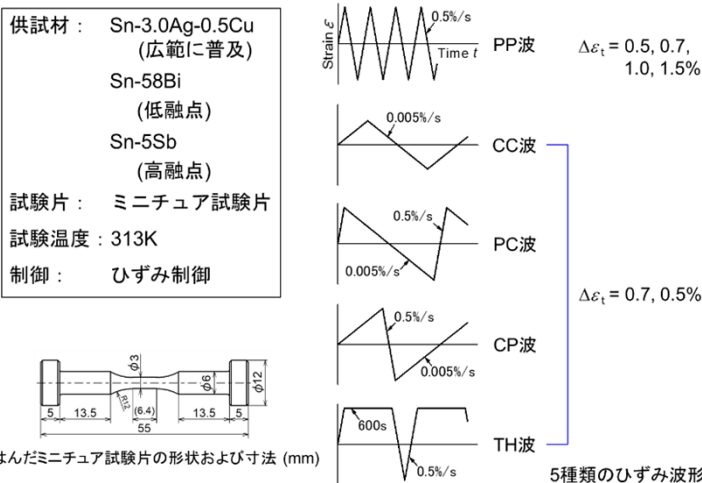 供試材： Sn-3.0Ag-0.5Cu
(広範に普及)
Sn-58Bi
(低融点)
Sn-5Sb
(高融点)
試験片： ミニチュア試験片
試験温度：313K
制御： ひずみ制御
5
13.5
R12
φ3
(6.4)
φ6
13.5
5
φ12
55
はんだミニチュア試験片の形状および寸法 (mm)
Strain ε
0.5%/s
Time t
PP波
Δεt = 0.5, 0.7,
1.0, 1.5%
0.005%/s
CC波
0.5%/s
0.005%/s
PC波
Δεt = 0.7, 0.5%
0.5%/s
0.005%/s
CP波
600s
0.5%/s
TH波
5種類のひずみ波形